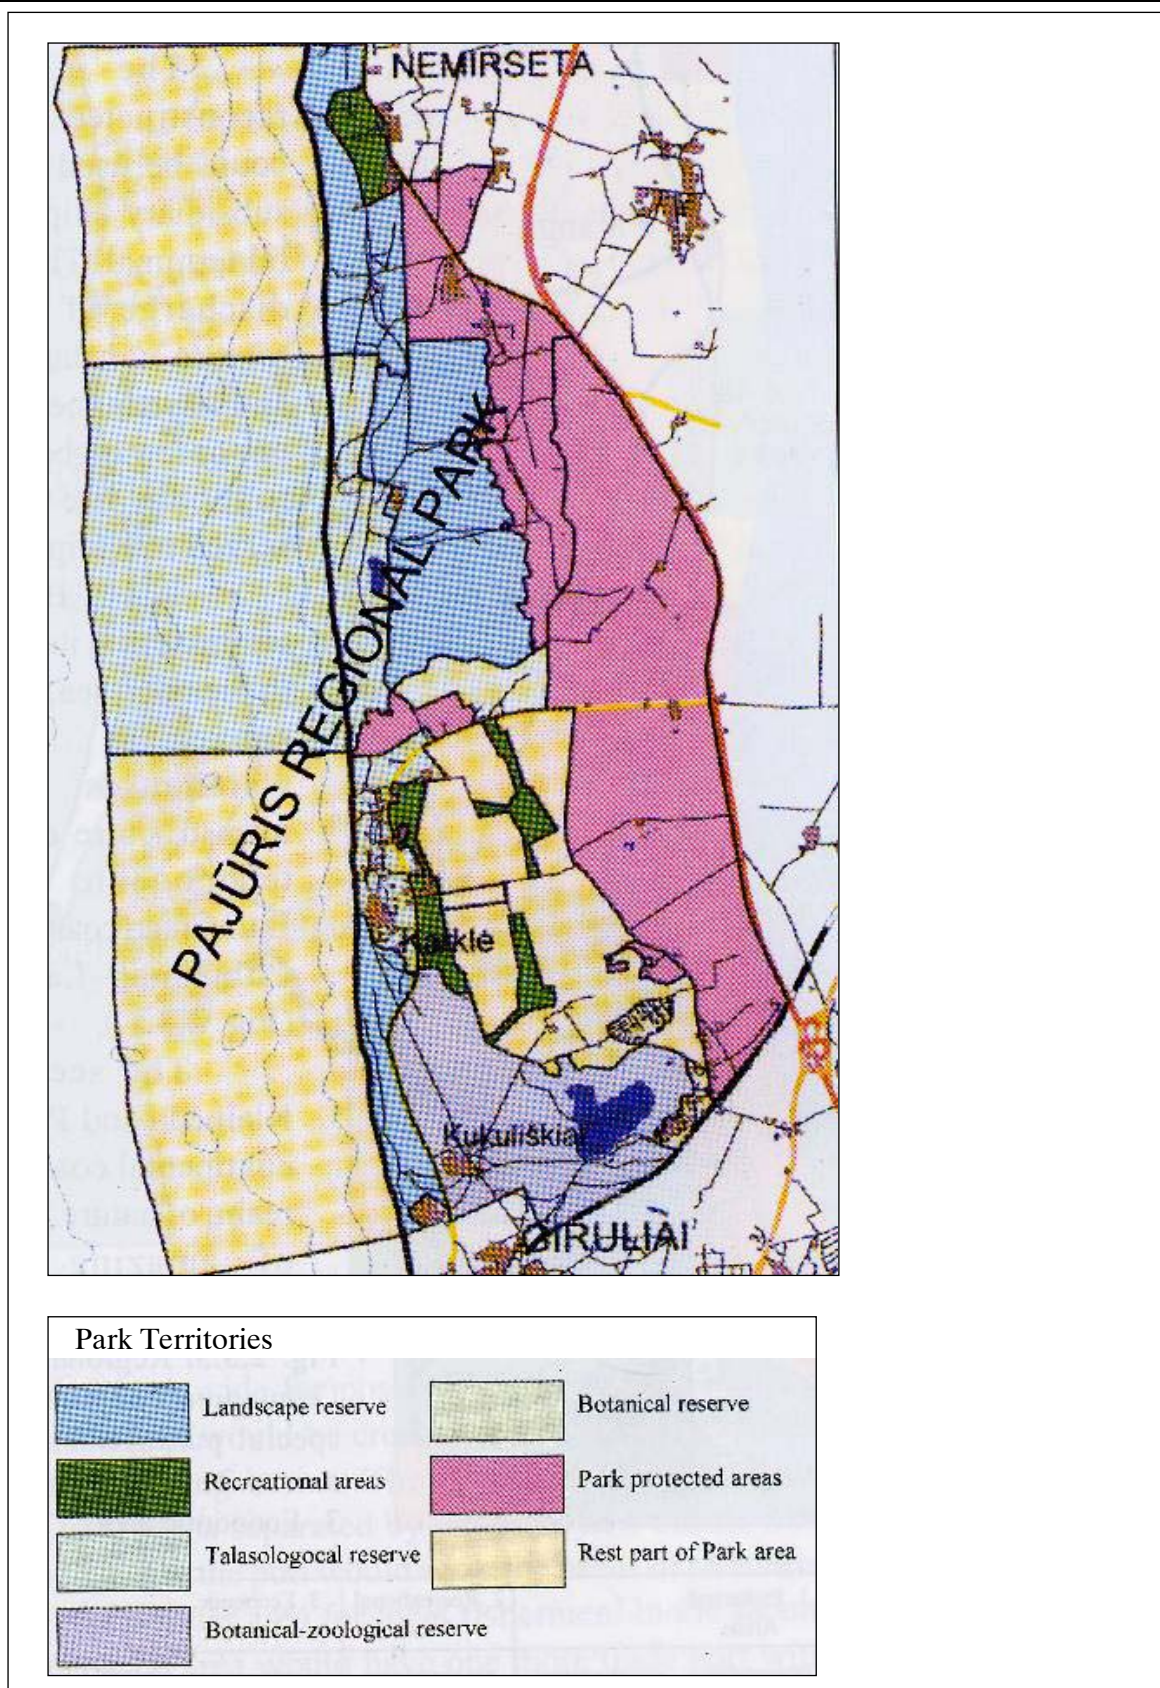 NEMIRSETA
PAJŪRIS REGIONAL PARK
Karklė
Kukuliškiai
GIRULIAI
Park Territories
Landscape reserve
Botanical reserve
Recreational areas
Park protected areas
Talasologocal reserve
Rest part of Park area
Botanical-zoological reserve